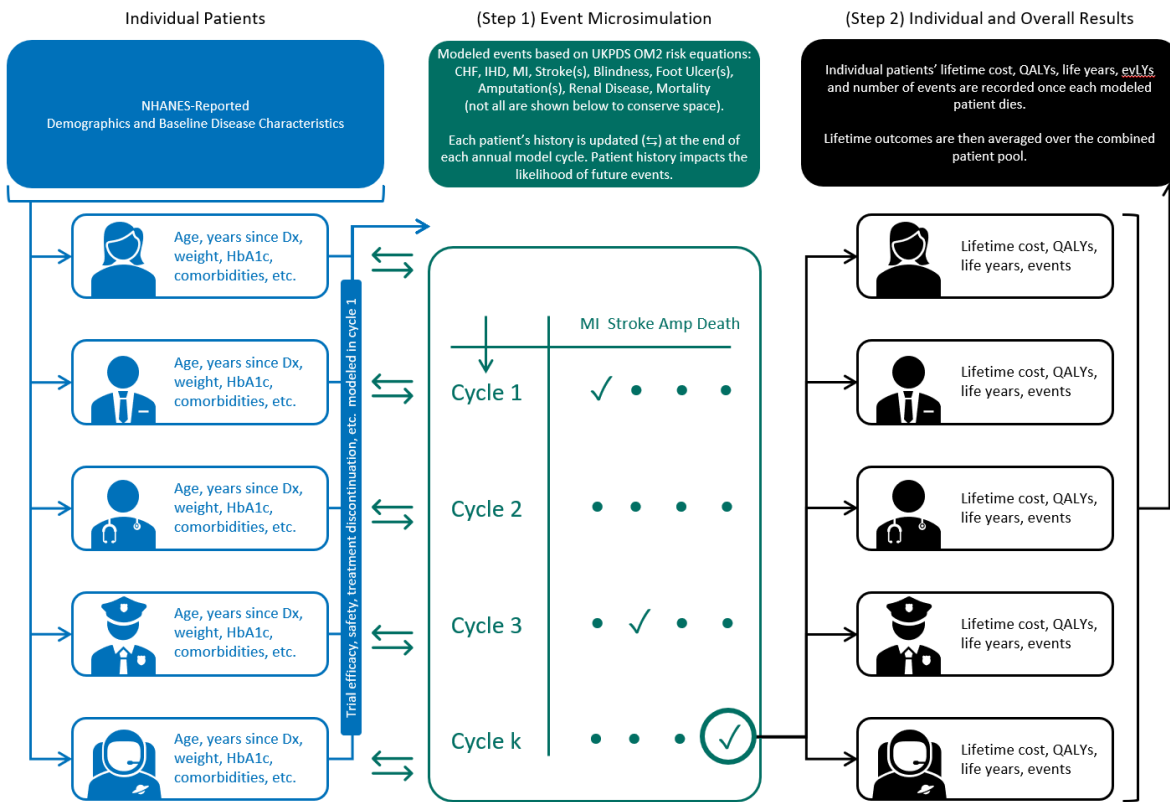 Individual Patients
(Step 1) Event Microsimulation
(Step 2) Individual and Overall Results
NHANES-Reported
Demographics and Baseline Disease Characteristics
Modeled events based on UKPDS OM2 risk equations:
CHF, IHD, MI, Stroke(s), Blindness, Foot Ulcer(s),
Amputation(s), Renal Disease, Mortality
(not all are shown below to conserve space).
Each patient's history is updated (⇆) at the end of
each annual model cycle. Patient history impacts the
likelihood of future events.
Individual patients' lifetime cost, QALYs, life years, evLYs
and number of events are recorded once each modeled
patient dies.
Lifetime outcomes are then averaged over the combined
patient pool.
Age, years since Dx,
weight, HbA1c,
comorbidities, etc.
Age, years since Dx,
weight, HbA1c,
comorbidities, etc.
Age, years since Dx,
weight, HbA1c,
comorbidities, etc.
Age, years since Dx,
weight, HbA1c,
comorbidities, etc.
Age, years since Dx,
weight, HbA1c,
comorbidities, etc.
Trial efficacy, safety, treatment discontinuation, etc. modeled in cycle 1
MI Stroke Amp Death
Cycle 1
Cycle 2
Cycle 3
Cycle k
Lifetime cost, QALYs,
life years, events
Lifetime cost, QALYs,
life years, events
Lifetime cost, QALYs,
life years, events
Lifetime cost, QALYs,
life years, events
Lifetime cost, QALYs,
life years, events